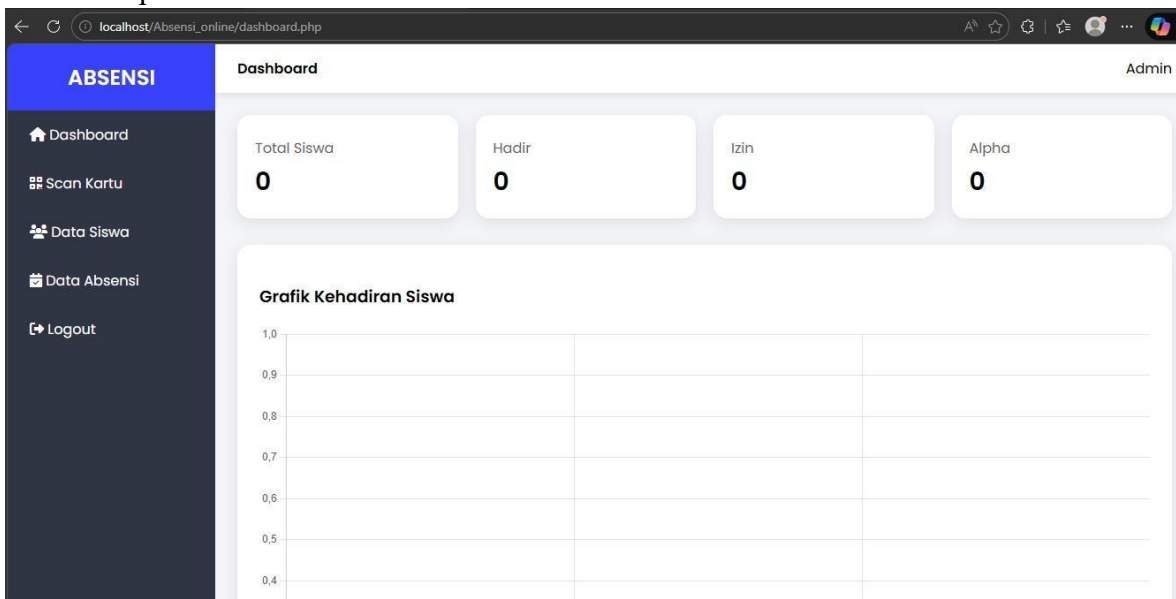 localhost/Absensi_online/dashboard.php
ABSENSI
Dashboard
Admin
Dashboard
Scan Kartu
Data Siswa
Data Absensi
Logout
Total Siswa
0
Hadir
0
Izin
0
Alpha
0
Grafik Kehadiran Siswa
1,0
0,9
0,8
0,7
0,6
0,5
0,4